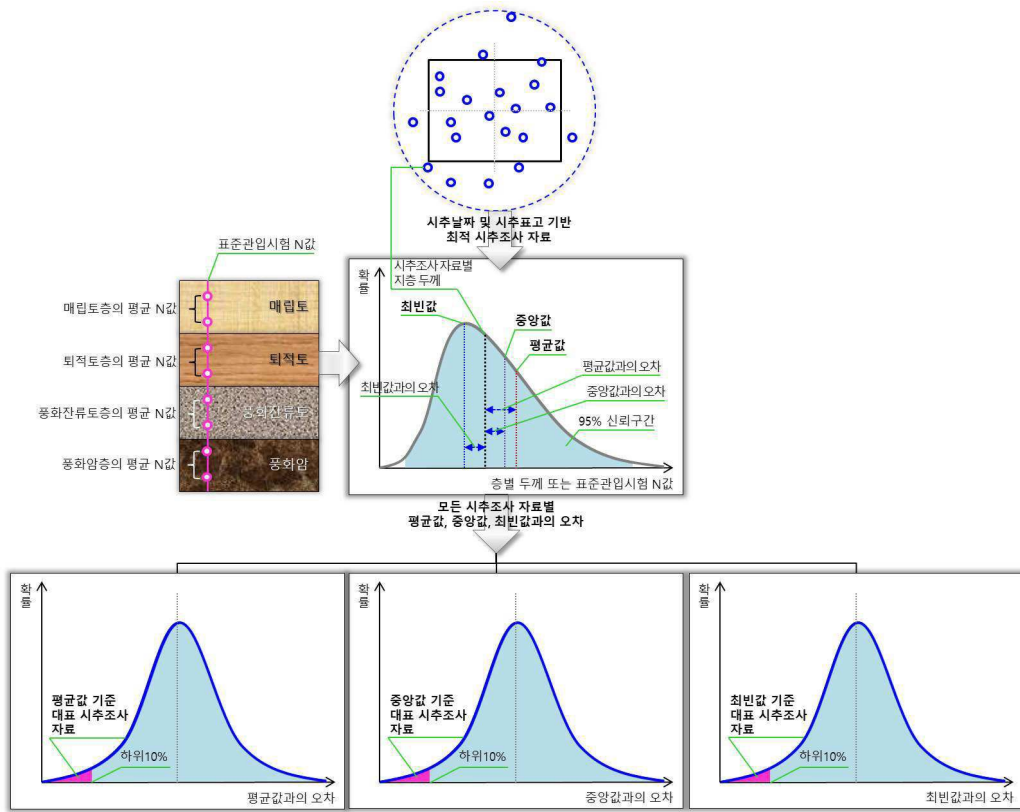 시추날짜 및 시추표고 기반
최적 시추조사 자료
표준관입시험 N값
매립토층의 평균 N값
매립토
퇴적토층의 평균 N값
퇴적토
풍화잔류토층의 평균 N값
풍화잔류토
풍화암층의 평균 N값
풍화암
확률
시추조사 자료별
지층 두께
최빈값
중앙값
평균값
평균값과의 오차
최빈값과의 오차
중앙값과의 오차
95% 신뢰구간
층별 두께 또는 표준관입시험 N값
모든 시추조사 자료별
평균값, 중앙값, 최빈값과의 오차
확률
평균값 기준
대표 시추조사
자료
하위10%
평균값과의 오차
확률
중앙값 기준
대표 시추조사
자료
하위10%
중앙값과의 오차
확률
최빈값 기준
대표 시추조사
자료
하위10%
최빈값과의 오차